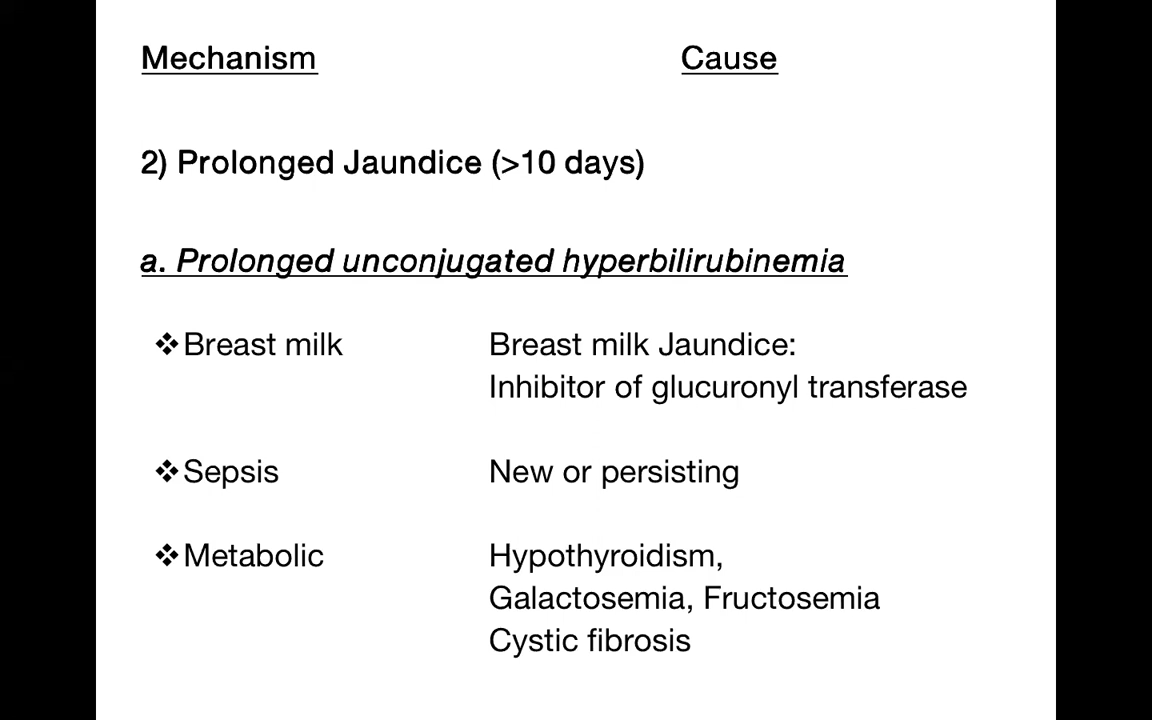 Mechanism Cause
2) Prolonged Jaundice (>10 days)
a. Prolonged unconjugated hyperbilirubinemia
❖Breast milk Breast milk Jaundice:
Inhibitor of glucuronyl transferase
❖Sepsis New or persisting
❖Metabolic Hypothyroidism,
Galactosemia, Fructosemia
Cystic fibrosis